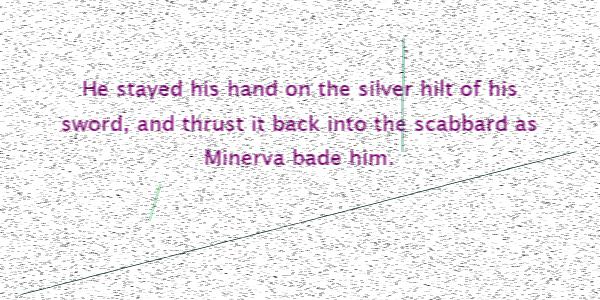 He stayed his hand on the silver hilt of his
sword, and thrust it back into the scabbard as
Minerva bade him.